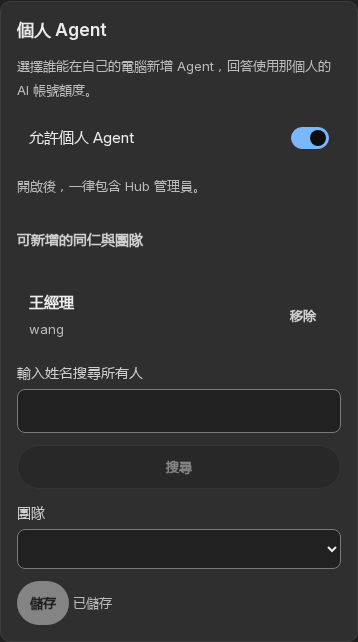 個人 Agent
選擇誰能在自己的電腦新增 Agent，回答使用那個人的
AI 帳號額度。
允許個人 Agent
開啟後，一律包含 Hub 管理員。
可新增的同仁與團隊
王經理
wang
移除
輸入姓名搜尋所有人
搜尋
團隊
儲存 已儲存